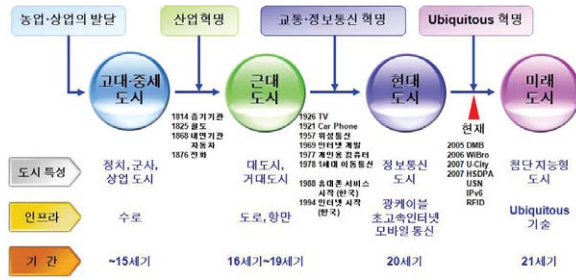 농업·상업의 발달
산업혁명
교통·정보통신 혁명
Ubiquitous 혁명
고대·중세
도시
근대
도시
현대
도시
미래
도시
1814 증기기관
1825 철도
1868 내연기관
자동차
1876 전화
1926 TV
1921 Car Phone
1957 위성통신
1969 인터넷 개발
1977 개인용 컴퓨터
1978 1세대 이동통신
1988 휴대폰 서비스
시작 (한국)
1994 인터넷 시작
(한국)
현재
2005 DMB
2006 WiBro
2007 U-City
2007 HSDPA
USN
IPv6
RFID
도시 특성
정치, 군사,
상업 도시
대도시,
거대도시
정보통신
도시
첨단 지능형
도시
인프라
수로
도로, 항만
광케이블
초고속인터넷
모바일 통신
Ubiquitous
기술
기 간
~15세기
16세기~19세기
20세기
21세기